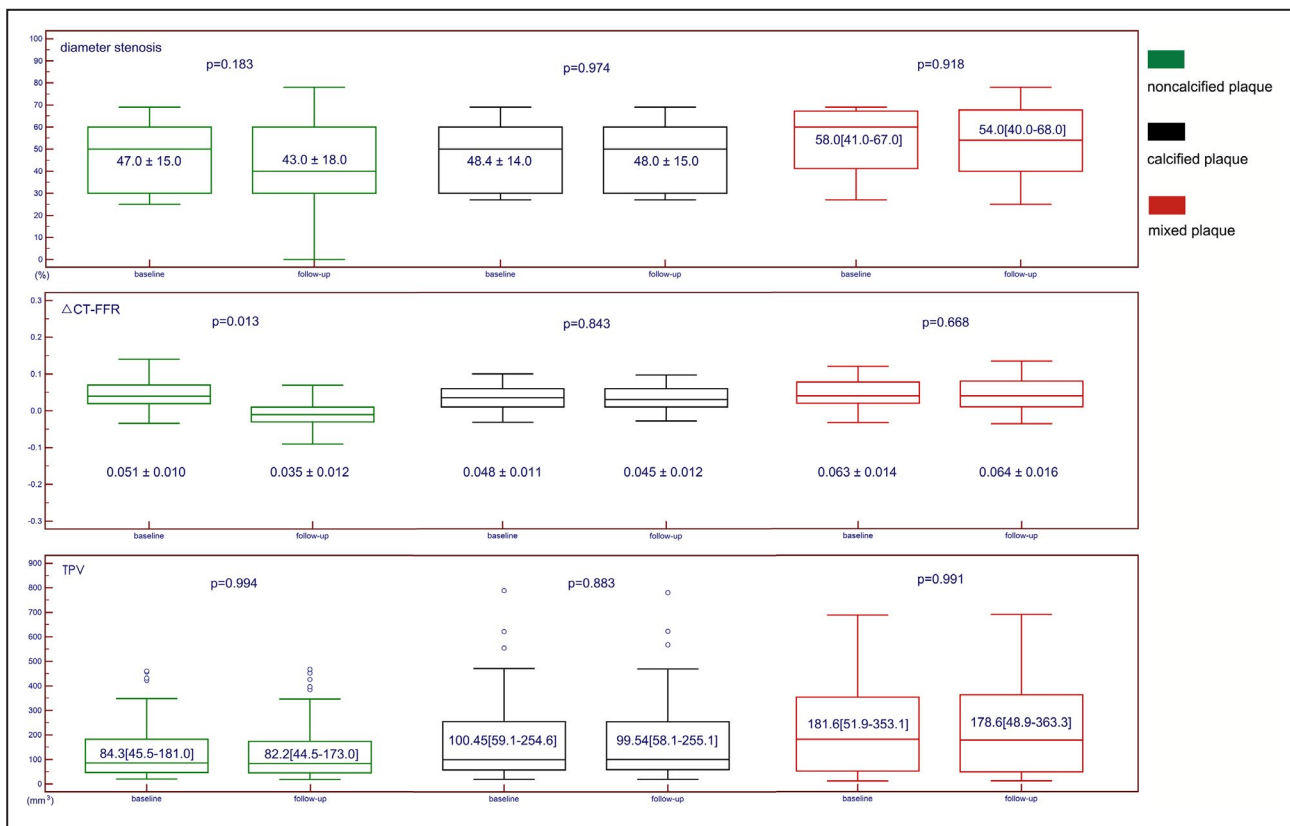 diameter stenosis
p=0.183
p=0.974
p=0.918
100
90
80
70
60
50
40
30
20
10
0
(%)
47.0 ± 15.0
43.0 ± 18.0
48.4 ± 14.0
48.0 ± 15.0
58.0[41.0-67.0]
54.0[40.0-68.0]
baseline
follow-up
baseline
follow-up
baseline
follow-up
noncalcified plaque
calcified plaque
mixed plaque
△CT-FFR
p=0.013
p=0.843
p=0.668
0.3
0.2
0.1
0.0
-0.1
-0.2
-0.3
0.051 ± 0.010
0.035 ± 0.012
0.048 ± 0.011
0.045 ± 0.012
0.063 ± 0.014
0.064 ± 0.016
baseline
follow-up
baseline
follow-up
baseline
follow-up
TPV
p=0.994
p=0.883
p=0.991
900
800
700
600
500
400
300
200
100
0
(mm³)
84.3[45.5-181.0]
82.2[44.5-173.0]
100.45[59.1-254.6]
99.54[58.1-255.1]
181.6[51.9-353.1]
178.6[48.9-363.3]
baseline
follow-up
baseline
follow-up
baseline
follow-up